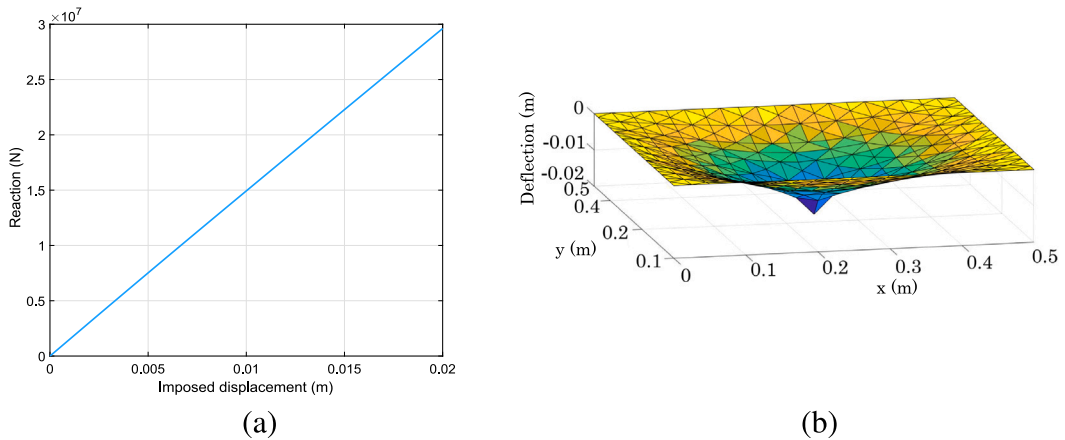 ×10⁷
3
2.5
2
1.5
1
0.5
0
0 0.005 0.01 0.015 0.02
Reaction (N)
Imposed displacement (m)
(a)
Deflection (m)
0
-0.01
-0.02
0.5
0.4
0.2
0.1
y (m)
0 0.1 0.2 0.3 0.4 0.5
x (m)
(b)